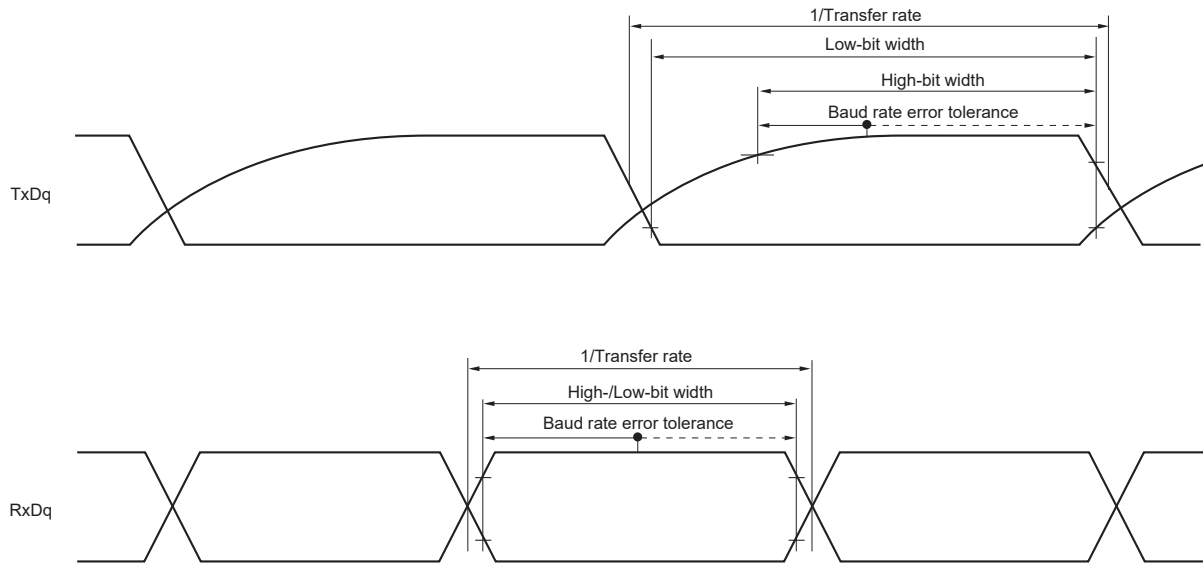 1/Transfer rate
Low-bit width
High-bit width
Baud rate error tolerance
TxDq
1/Transfer rate
High-/Low-bit width
Baud rate error tolerance
RxDq